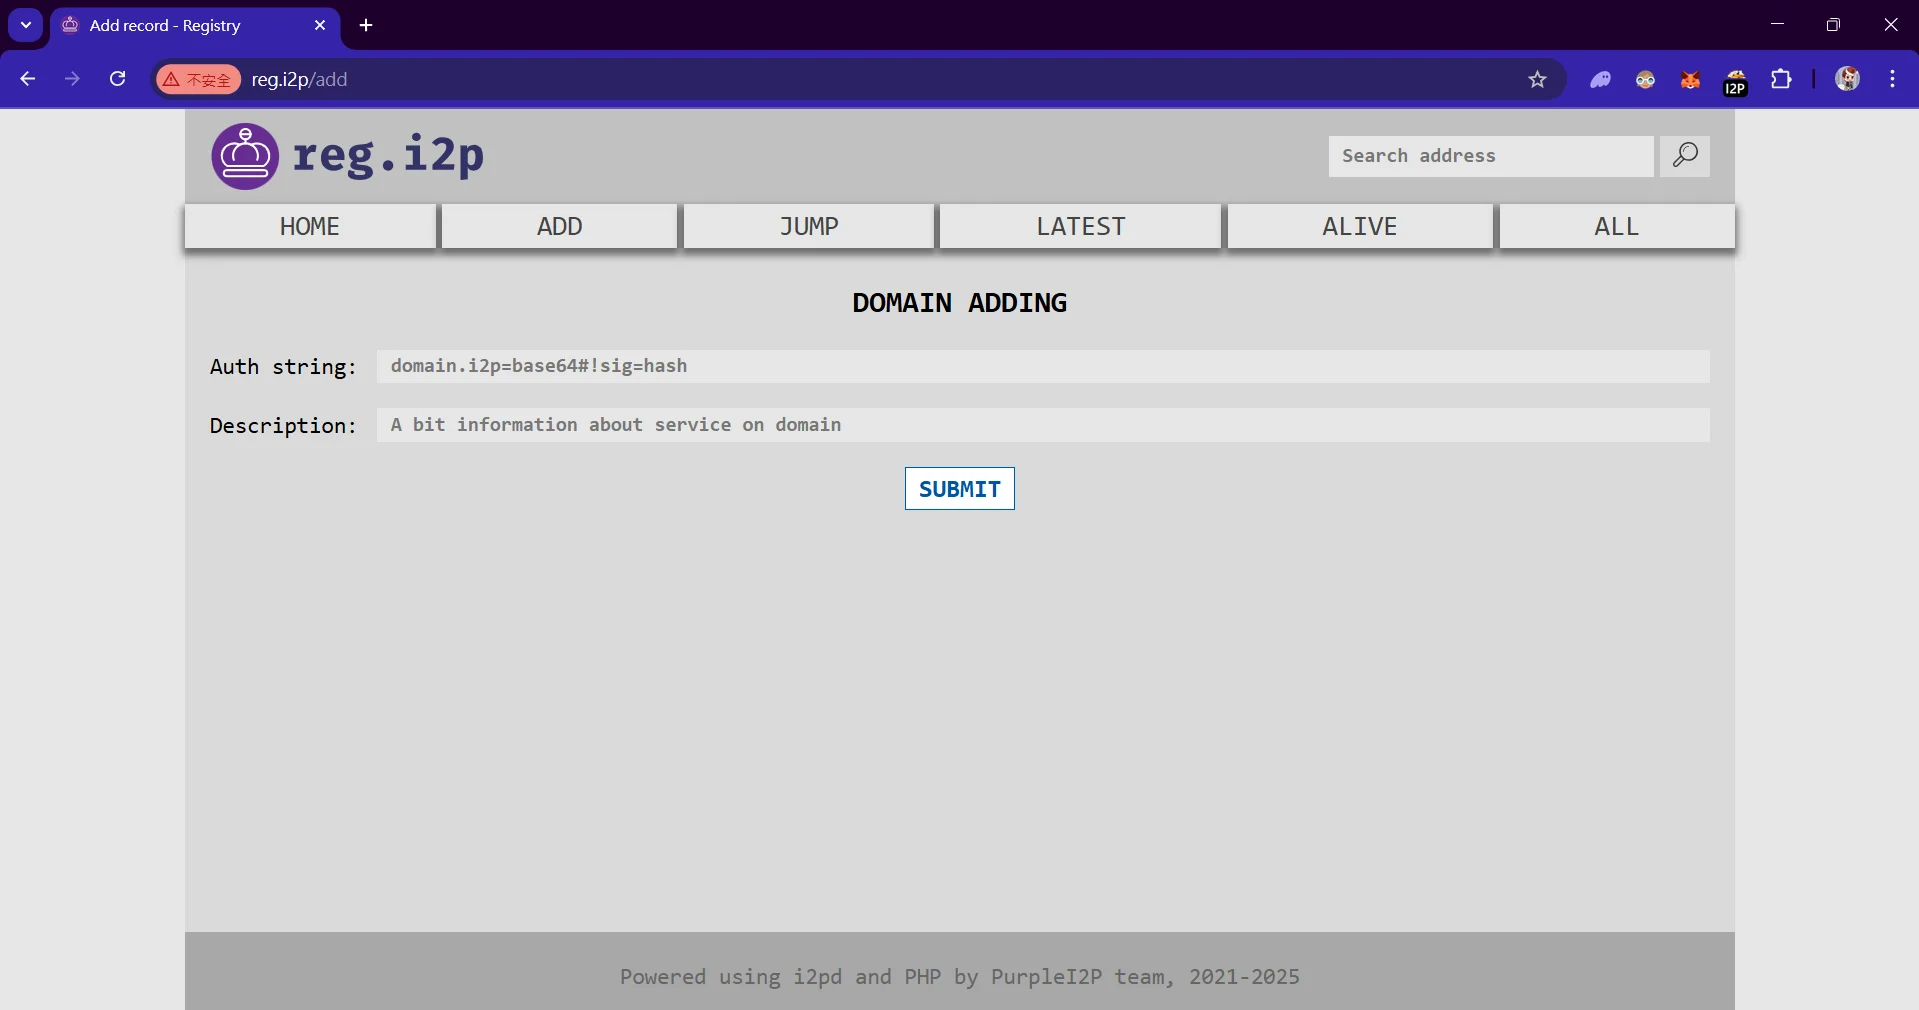 Add record - Registry
不安全
reg.i2p/add
I2P
reg.i2p
Search address
HOME
ADD
JUMP
LATEST
ALIVE
ALL
DOMAIN ADDING
Auth string:
domain.i2p=base64#!sig=hash
Description:
A bit information about service on domain
SUBMIT
Powered using i2pd and PHP by PurpleI2P team, 2021-2025